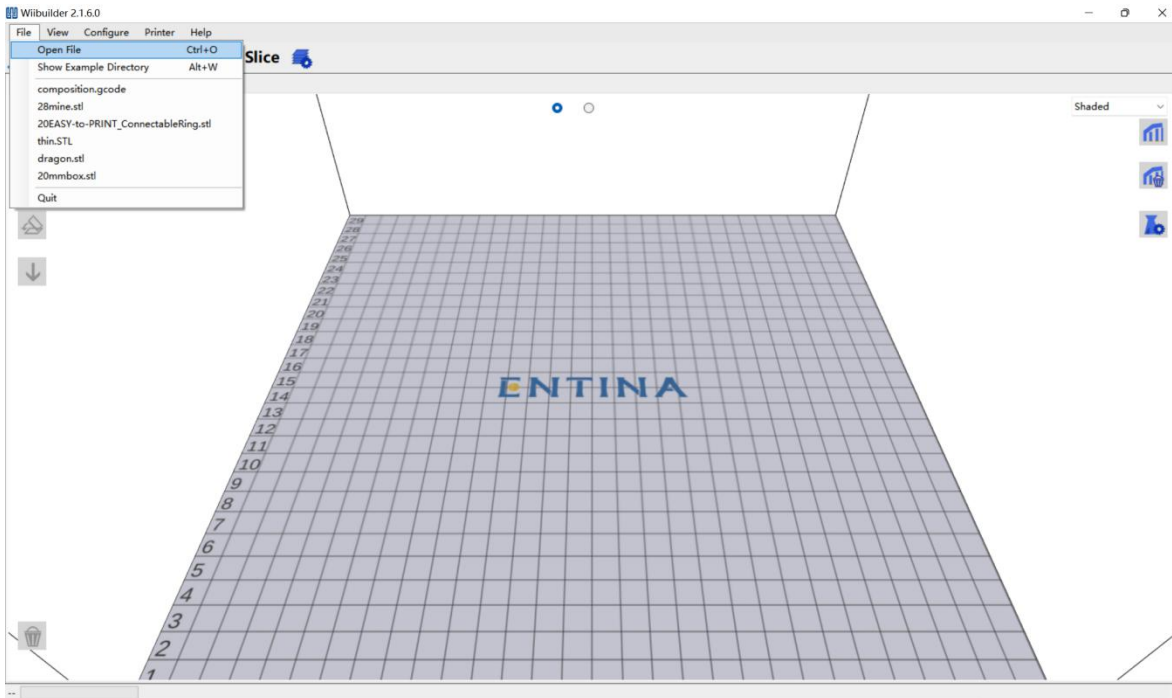 Wiibuilder 2.1.6.0
File View Configure Printer Help
Open File Ctrl+O
Show Example Directory Alt+W
Slice
composition.gcode
28mine.stl
20EASY-to-PRINT_ConnectableRing.stl
thin.STL
dragon.stl
20mmbox.stl
Quit
Shaded
29
28
27
26
25
24
23
22
21
20
19
18
17
16
15
14
13
12
11
10
9
8
7
6
5
4
3
2
1
ENTINA
--